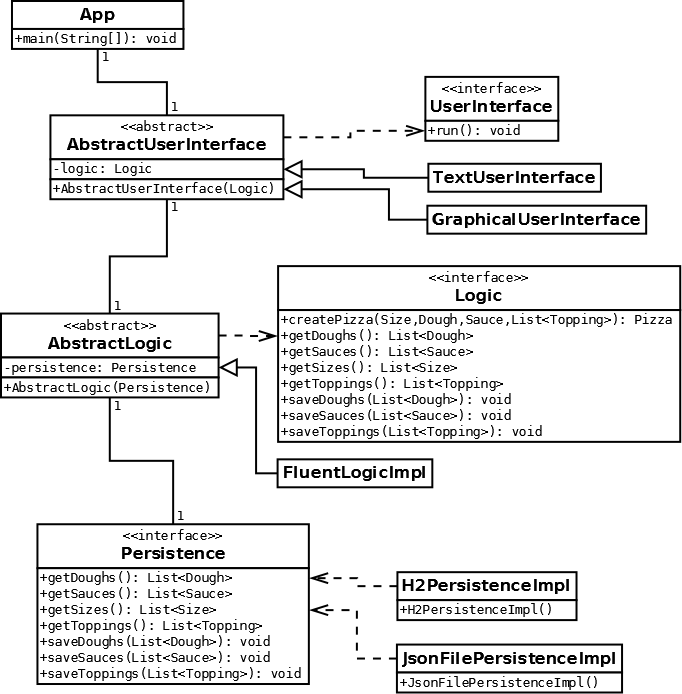 App
+main(String[]): void
1
1
<<abstract>>
AbstractUserInterface
-logic: Logic
+AbstractUserInterface(Logic)
1
<<interface>>
UserInterface
+run(): void
TextUserInterface
GraphicalUserInterface
1
<<abstract>>
AbstractLogic
-persistence: Persistence
+AbstractLogic(Persistence)
1
<<interface>>
Logic
+createPizza(Size,Dough,Sauce,List<Topping>): Pizza
+getDoughs(): List<Dough>
+getSauces(): List<Sauce>
+getSizes(): List<Size>
+getToppings(): List<Topping>
+saveDoughs(List<Dough>): void
+saveSauces(List<Sauce>): void
+saveToppings(List<Topping>): void
FluentLogicImpl
1
<<interface>>
Persistence
+getDoughs(): List<Dough>
+getSauces(): List<Sauce>
+getSizes(): List<Size>
+getToppings(): List<Topping>
+saveDoughs(List<Dough>): void
+saveSauces(List<Sauce>): void
+saveToppings(List<Topping>): void
H2PersistenceImpl
+H2PersistenceImpl()
JsonFilePersistenceImpl
+JsonFilePersistenceImpl()